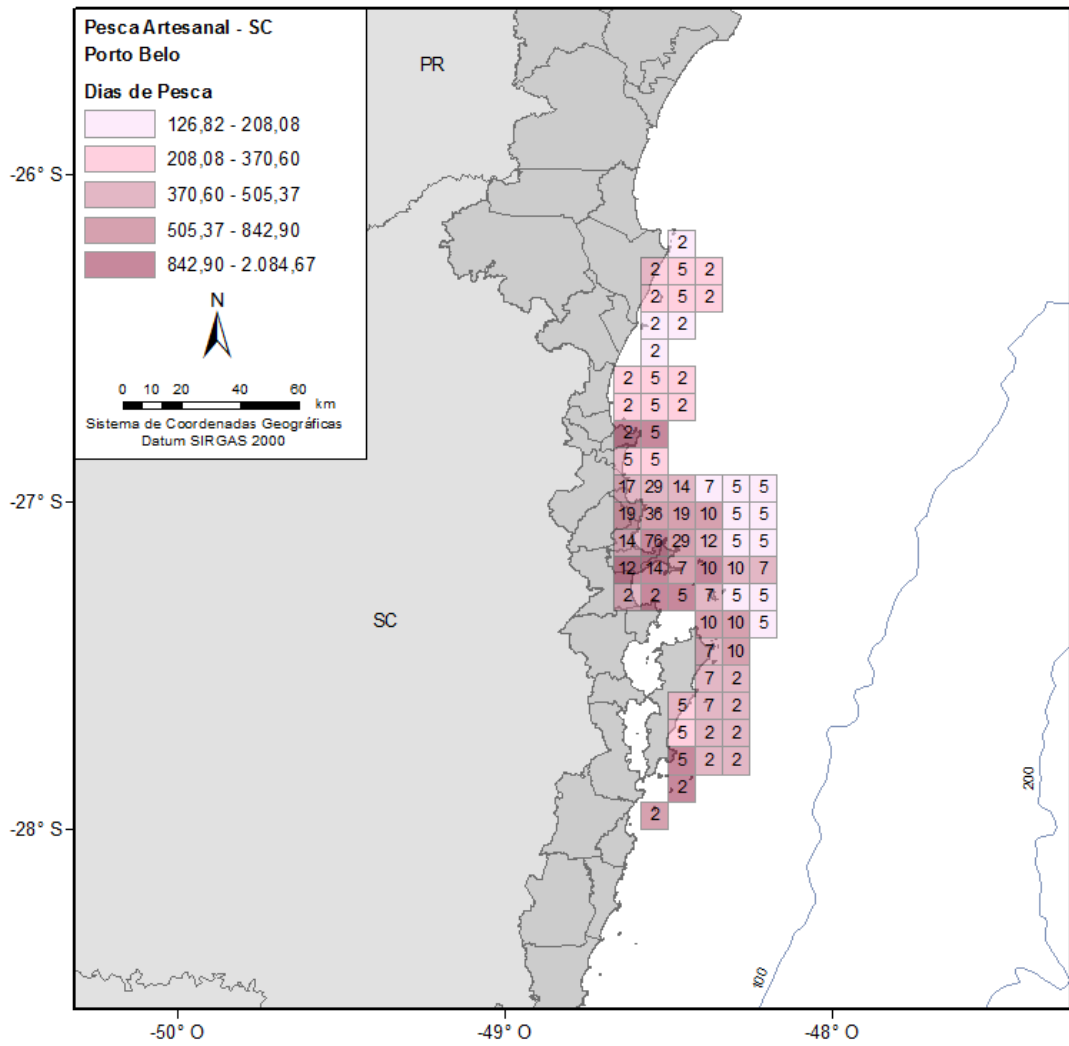 Pesca Artesanal - SC
Porto Belo
Dias de Pesca
126,82 - 208,08
208,08 - 370,60
370,60 - 505,37
505,37 - 842,90
842,90 - 2.084,67
N
0 10 20 40 60
km
Sistema de Coordenadas Geográficas
Datum SIRGAS 2000
PR
SC
-26° S
-27° S
-28° S
2
2 5 2
2 5 2
2 2
2
2 5 2
2 5 2
2 5
5 5
17 29 14 7 5 5
19 36 19 10 5 5
14 76 29 12 5 5
12 14 7 10 10 7
2 2 5 7 5 5
10 10 5
7 10
7 2
5 7 2
5 2 2
5 2 2
2
2
100
200
-50° O
-49° O
-48° O